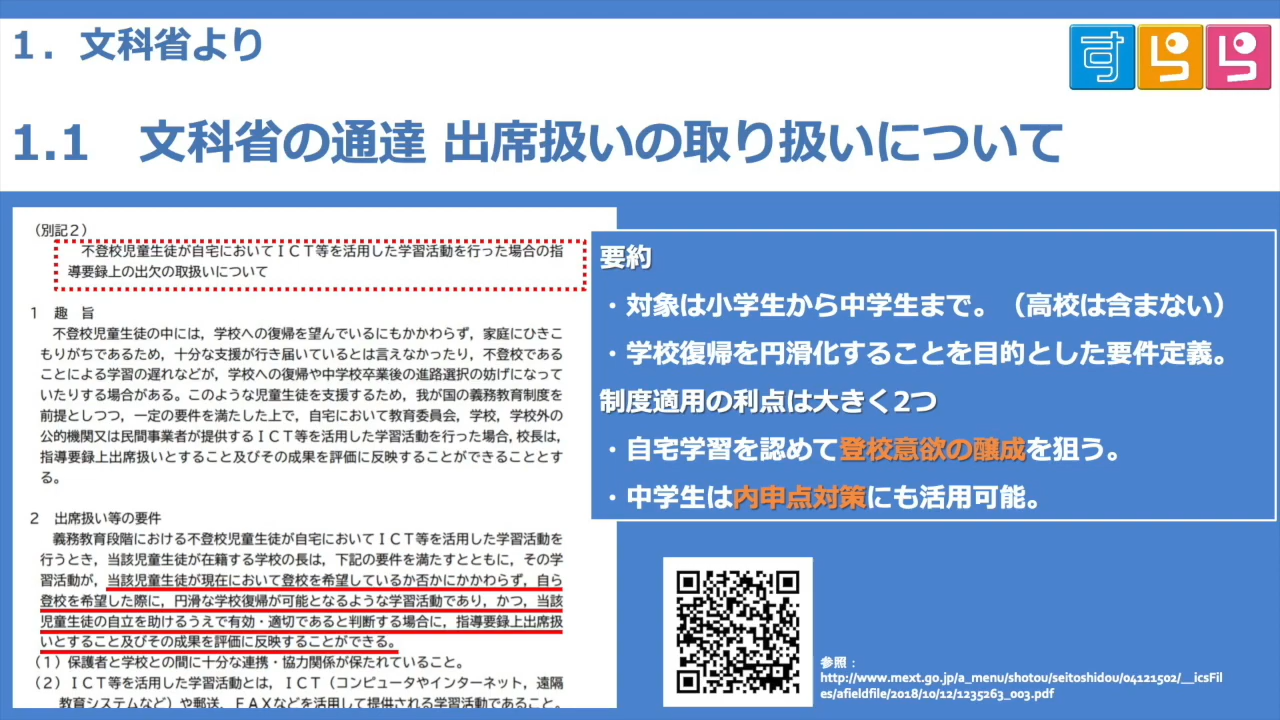 1．文科省より
すらら
1.1　文科省の通達 出席扱いの取り扱いについて
（別記２）
不登校児童生徒が自宅においてＩＣＴ等を活用した学習活動を行った場合の指
導要録上の出欠の取扱いについて
１　趣　旨
不登校児童生徒の中には，学校への復帰を望んでいるにもかかわらず，家庭にひきこ
もりがちであるため，十分な支援が行き届いているとは言えなかったり，不登校である
ことによる学習の遅れなどが，学校への復帰や中学校卒業後の進路選択の妨げになって
いたりする場合がある。このような児童生徒を支援するため，我が国の義務教育制度を
前提としつつ，一定の要件を満たした上で，自宅において教育委員会，学校，学校外の
公的機関又は民間事業者が提供するＩＣＴ等を活用した学習活動を行った場合，校長は，
指導要録上出席扱いとすること及びその成果を評価に反映することができることとす
る。
２　出席扱い等の要件
義務教育段階における不登校児童生徒が自宅においてＩＣＴ等を活用した学習活動を
行うとき，当該児童生徒が在籍する学校の長は，下記の要件を満たすとともに，その学
習活動が，当該児童生徒が現在において登校を希望しているか否かにかかわらず，自ら
登校を希望した際に，円滑な学校復帰が可能となるような学習活動であり，かつ，当該
児童生徒の自立を助けるうえで有効・適切であると判断する場合に，指導要録上出席扱
いとすること及びその成果を評価に反映することができる。
（１）保護者と学校との間に十分な連携・協力関係が保たれていること。
（２）ＩＣＴ等を活用した学習活動とは，ＩＣＴ（コンピュータやインターネット，遠隔
教育システムなど）や郵送，ＦＡＸなどを活用して提供される学習活動であること。
要約
・対象は小学生から中学生まで。（高校は含まない）
・学校復帰を円滑化することを目的とした要件定義。
制度適用の利点は大きく2つ
・自宅学習を認めて登校意欲の醸成を狙う。
・中学生は内申点対策にも活用可能。
参照：
http://www.mext.go.jp/a_menu/shotou/seitoshidou/04121502/__icsFil
es/afieldfile/2018/10/12/1235263_003.pdf